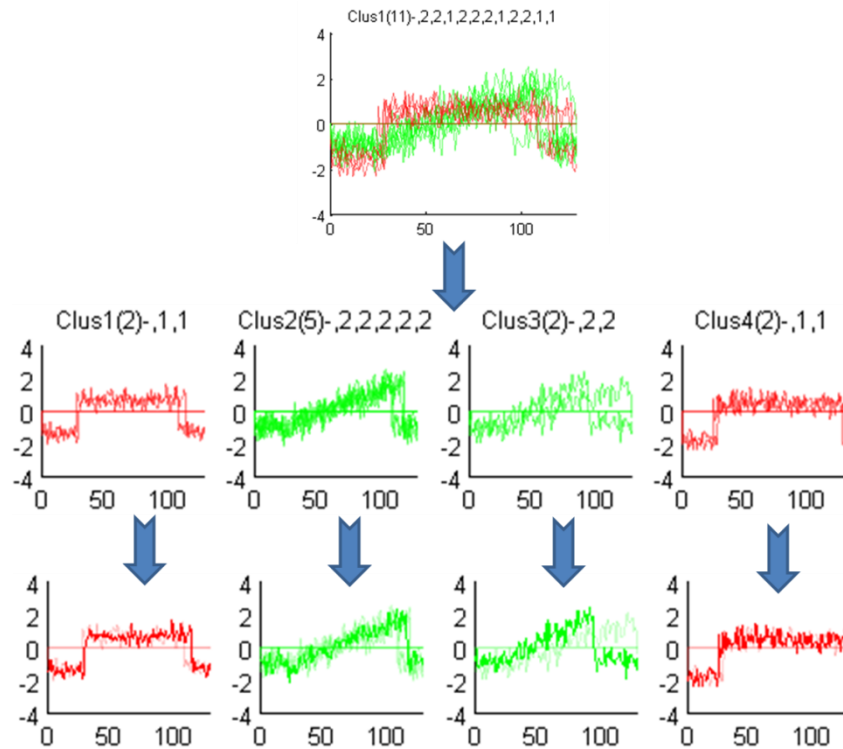 Clus1(11)-,2,2,1,2,2,2,1,2,2,1,1
4
2
0
-2
-4
0 50 100
Clus1(2)-,1,1 Clus2(5)-,2,2,2,2,2 Clus3(2)-,2,2 Clus4(2)-,1,1
4 4 4 4
2 2 2 2
0 0 0 0
-2 -2 -2 -2
-4 -4 -4 -4
0 50 100 0 50 100 0 50 100 0 50 100
4 4 4 4
2 2 2 2
0 0 0 0
-2 -2 -2 -2
-4 -4 -4 -4
0 50 100 0 50 100 0 50 100 0 50 100